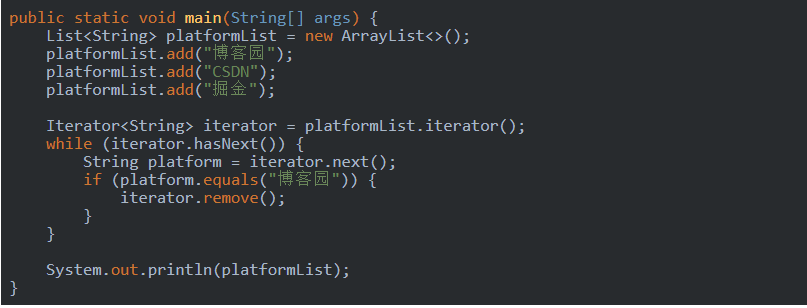 public static void main(String[] args) {
    List<String> platformList = new ArrayList<>();
    platformList.add("博客园");
    platformList.add("CSDN");
    platformList.add("掘金");

    Iterator<String> iterator = platformList.iterator();
    while (iterator.hasNext()) {
        String platform = iterator.next();
        if (platform.equals("博客园")) {
            iterator.remove();
        }
    }

    System.out.println(platformList);
}